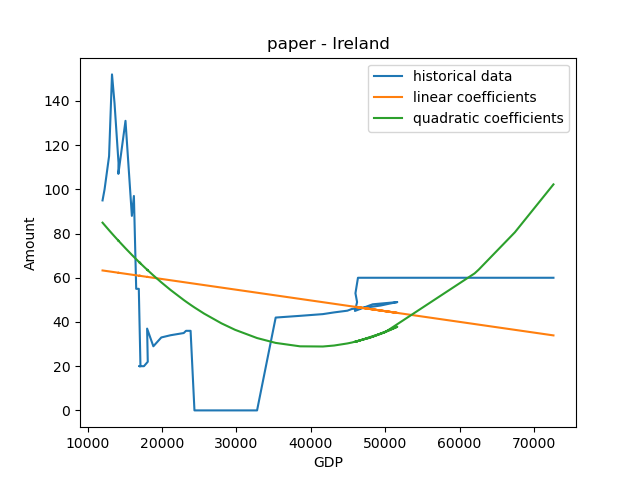 paper - Ireland
historical data
linear coefficients
quadratic coefficients
Amount
140
120
100
80
60
40
20
0
10000 20000 30000 40000 50000 60000 70000
GDP